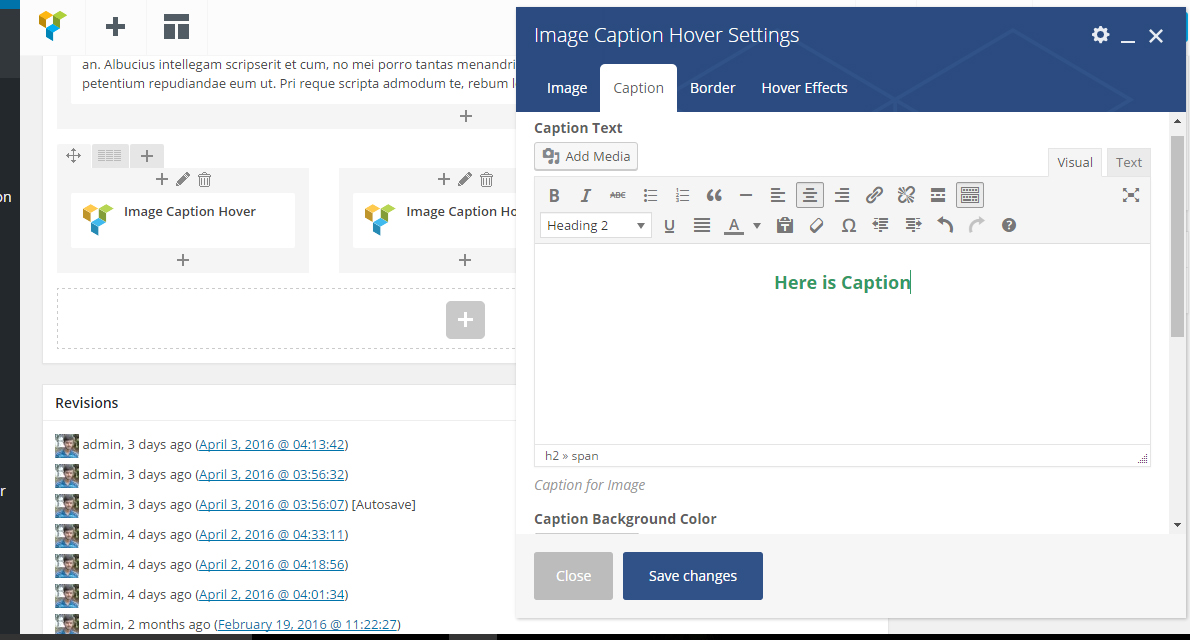 an. Albucius intellegam scripserit et cum, no mei porro tantas menandri
petentium repudiandae eum ut. Pri reque scripta admodum te, rebum
Image Caption Hover
Image Caption Ho
Revisions
admin, 3 days ago (April 3, 2016 @ 04:13:42)
admin, 3 days ago (April 3, 2016 @ 03:56:32)
admin, 3 days ago (April 3, 2016 @ 03:56:07) [Autosave]
admin, 4 days ago (April 2, 2016 @ 04:33:11)
admin, 4 days ago (April 2, 2016 @ 04:18:56)
admin, 4 days ago (April 2, 2016 @ 04:01:34)
admin, 2 months ago (February 19, 2016 @ 11:22:27)
on
r
Image Caption Hover Settings
Image Caption Border Hover Effects
Caption Text
Add Media
Visual Text
B I ABC
Heading 2 U A Ω
Here is Caption
h2 » span
Caption for Image
Caption Background Color
Close Save changes